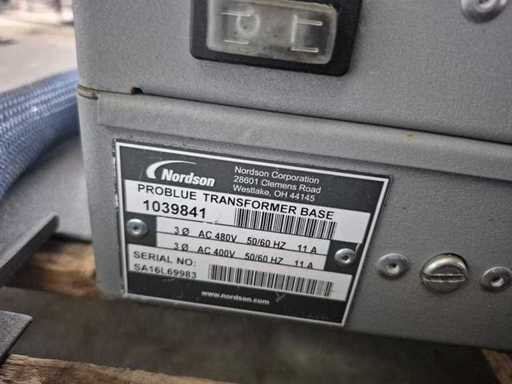 Nordson
Nordson Corporation
28601 Clemens Road
Westlake, OH 44145
PROBLUE TRANSFORMER BASE
1039841
3 Ø AC 480V 50/60 HZ 11 A
3 Ø AC 400V 50/60 HZ 11 A
SERIAL NO:
SA16L69983
www.nordson.com